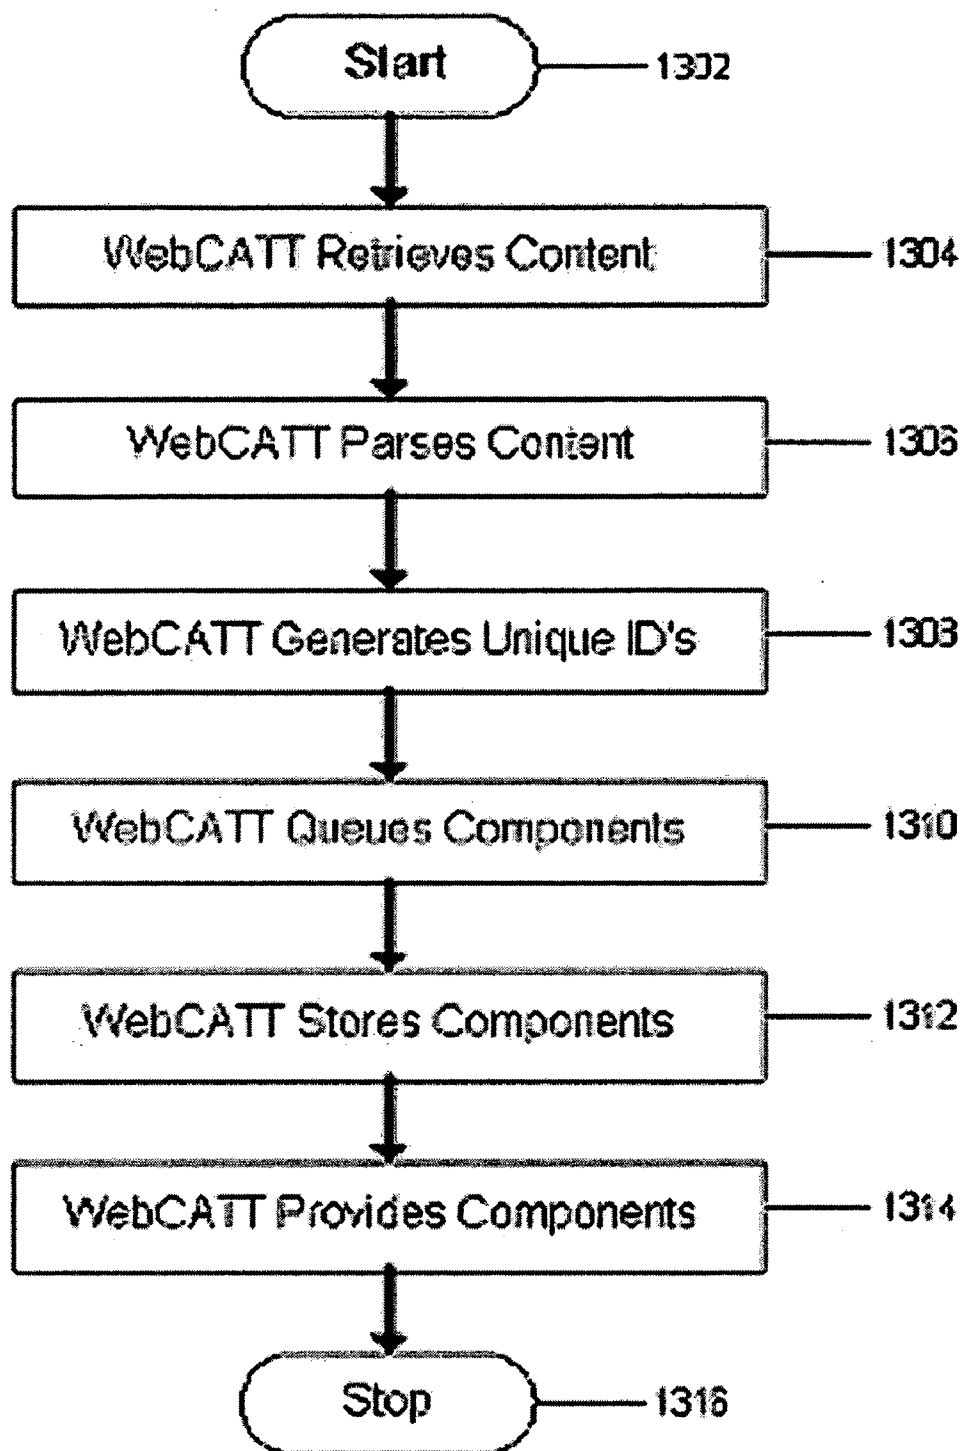 Start
1302
WebCATT Retrieves Content
1304
WebCATT Parses Content
1306
WebCATT Generates Unique ID's
1308
WebCATT Queues Components
1310
WebCATT Stores Components
1312
WebCATT Provides Components
1314
Stop
1316